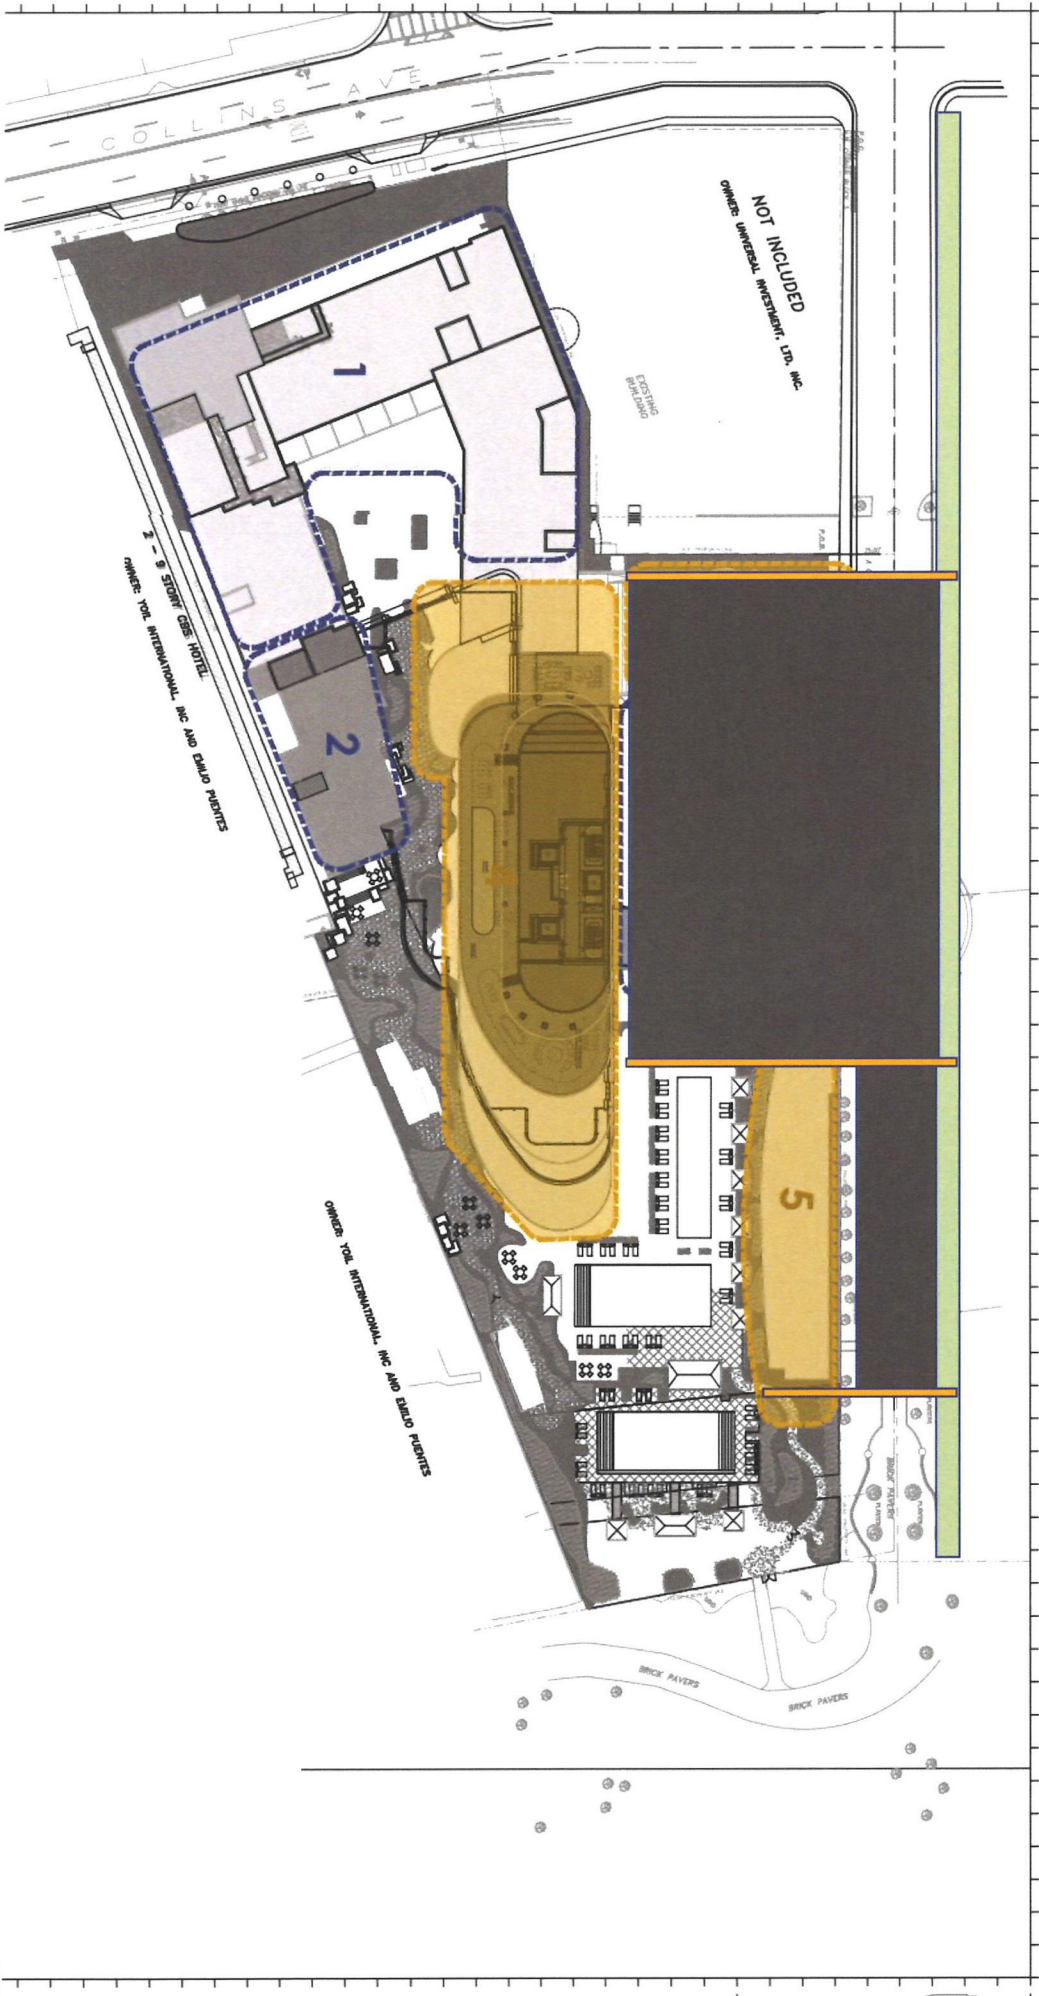 COLLINS AVE
NOT INCLUDED
OWNER: UNIVERSAL INVESTMENT, LTD, INC.
EXISTING
BUILDING
1
P.O.B.
2 - 9 STORY CBS HOTEL
OWNER: YOIL INTERNATIONAL, INC AND EMILIO PUENTES
2
4
5
OWNER: YOIL INTERNATIONAL, INC AND EMILIO PUENTES
BRICK PAVERS
PLANTERS
BRICK PAVERS
BRICK PAVERS